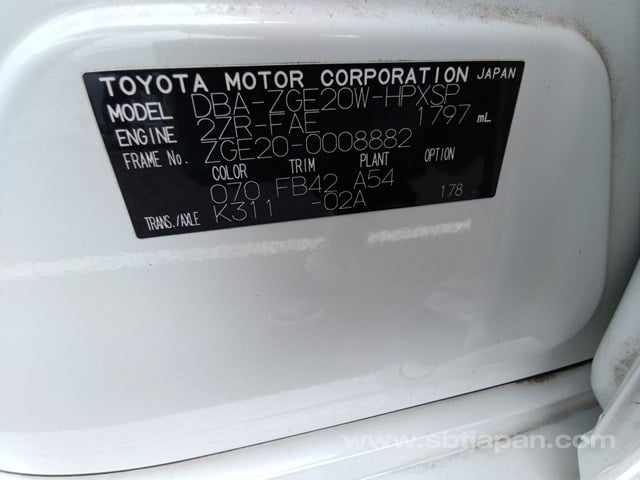 TOYOTA MOTOR CORPORATION JAPAN
MODEL DBA-ZGE20W-HPXSP
ENGINE 2ZR-FAE 1797 mL
FRAME No. ZGE20-0008882
COLOR TRIM PLANT OPTION
070 FB42 A54 178
TRANS./AXLE K311 -02A
www.sbtjapan.com